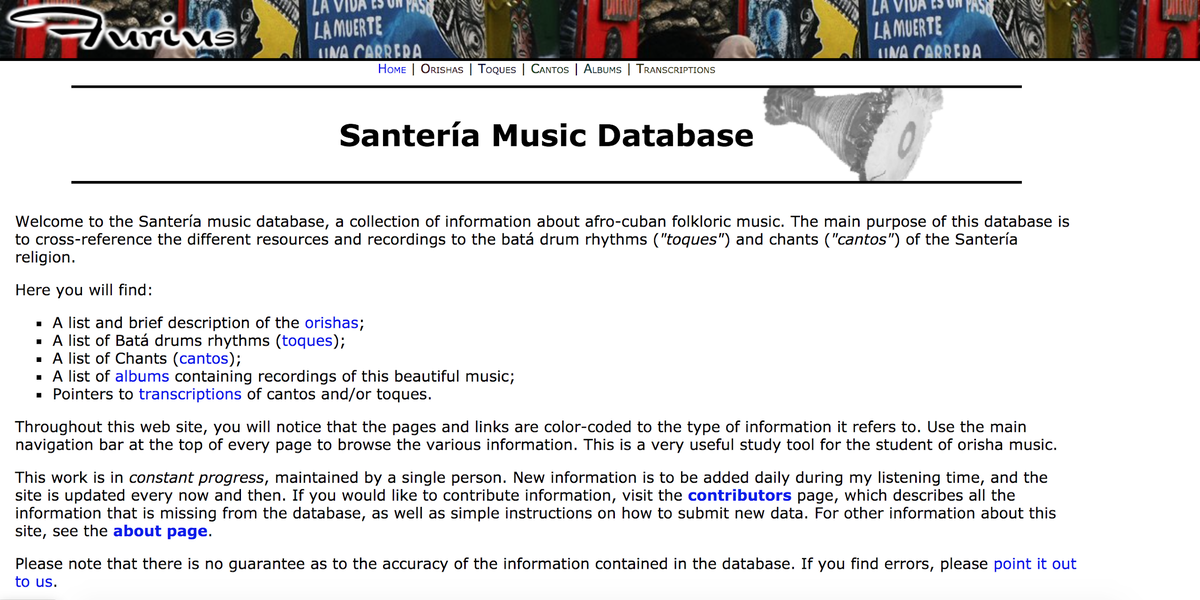 LA VIDA ES UN PAS LA VIDA ES UN PAS
Furius LA MUERTE LA MUERTE
UNA CARRERA UNA CARRERA
Home | Orishas | Toques | Cantos | Albums | Transcriptions
Santería Music Database
Welcome to the Santería music database, a collection of information about afro-cuban folkloric music. The main purpose of this database is
to cross-reference the different resources and recordings to the batá drum rhythms ("toques") and chants ("cantos") of the Santería
religion.
Here you will find:
▪ A list and brief description of the orishas;
▪ A list of Batá drums rhythms (toques);
▪ A list of Chants (cantos);
▪ A list of albums containing recordings of this beautiful music;
▪ Pointers to transcriptions of cantos and/or toques.
Throughout this web site, you will notice that the pages and links are color-coded to the type of information it refers to. Use the main
navigation bar at the top of every page to browse the various information. This is a very useful study tool for the student of orisha music.
This work is in constant progress, maintained by a single person. New information is to be added daily during my listening time, and the
site is updated every now and then. If you would like to contribute information, visit the contributors page, which describes all the
information that is missing from the database, as well as simple instructions on how to submit new data. For other information about this
site, see the about page.
Please note that there is no guarantee as to the accuracy of the information contained in the database. If you find errors, please point it out
to us.